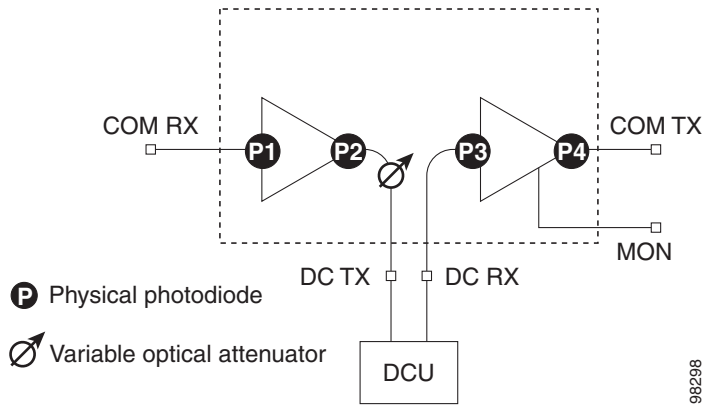 COM RX
P1
P2
P3
P4
COM TX
MON
DC TX
DC RX
P Physical photodiode
Variable optical attenuator
DCU
98298